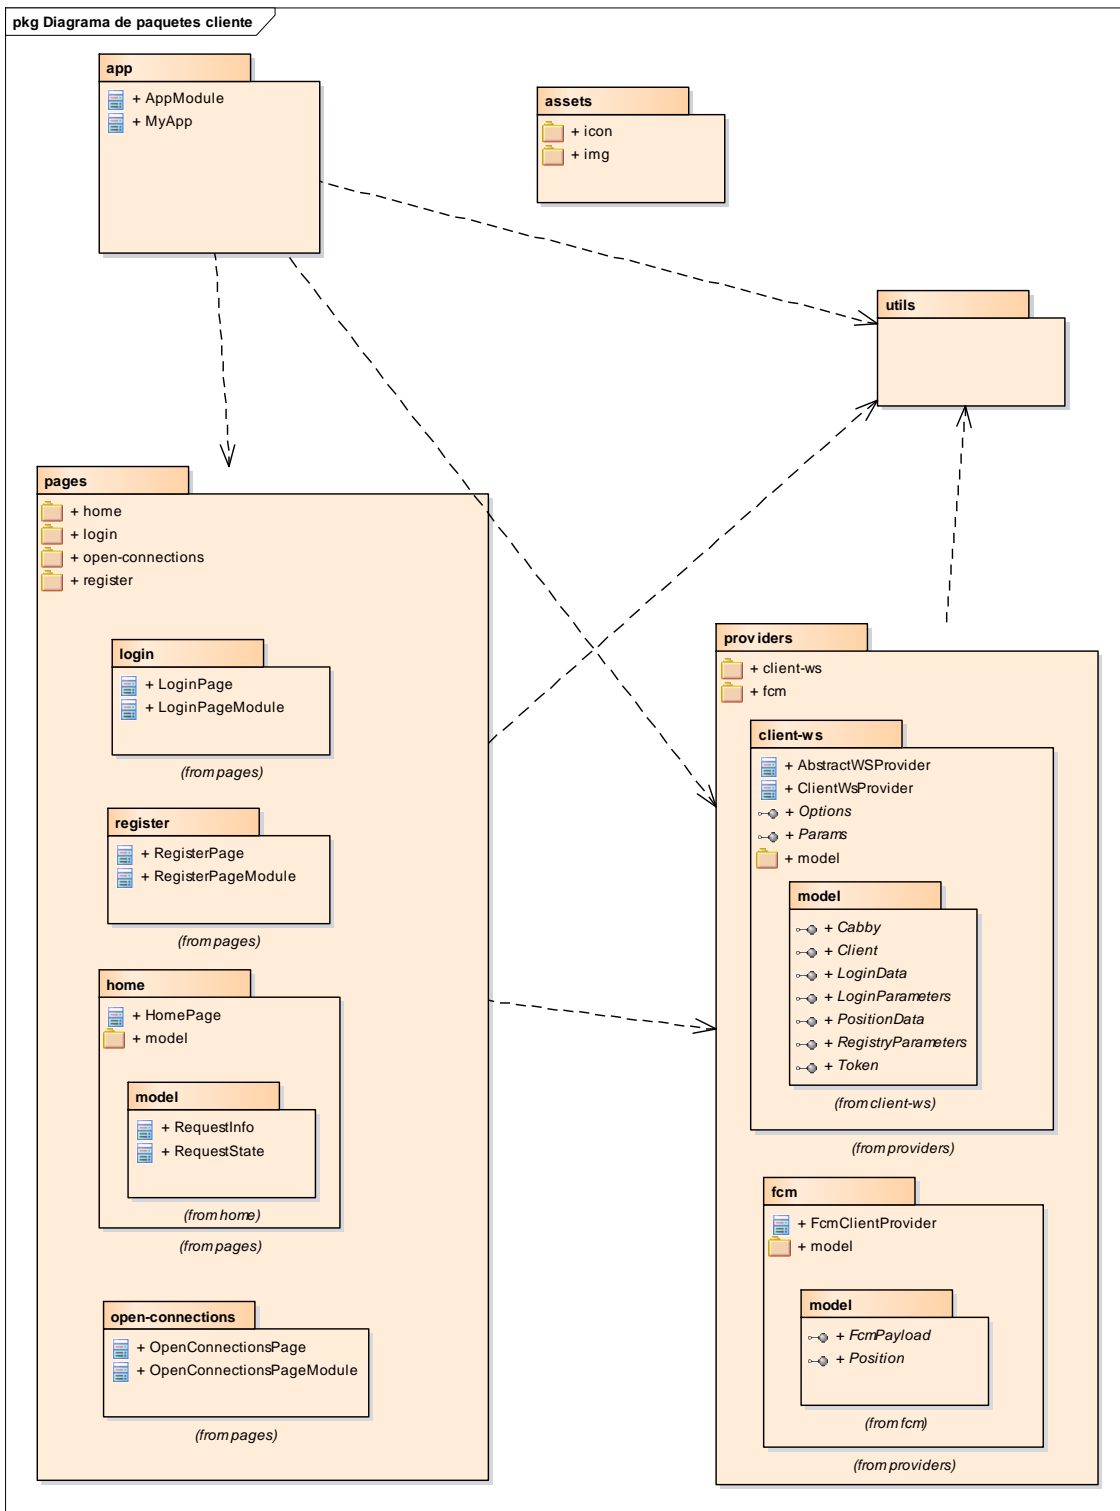 pkg Diagrama de paquetes cliente
app
+ AppModule
+ MyApp
assets
+ icon
+ img
utils
pages
+ home
+ login
+ open-connections
+ register
login
+ LoginPage
+ LoginPageModule
(from pages)
register
+ RegisterPage
+ RegisterPageModule
(from pages)
home
+ HomePage
+ model
model
+ RequestInfo
+ RequestState
(from home)
(from pages)
open-connections
+ OpenConnectionsPage
+ OpenConnectionsPageModule
(from pages)
providers
+ client-ws
+ fcm
client-ws
+ AbstractWSProvider
+ ClientWsProvider
+ Options
+ Params
+ model
model
+ Cabby
+ Client
+ LoginData
+ LoginParameters
+ PositionData
+ RegistryParameters
+ Token
(from client-ws)
(from providers)
fcm
+ FcmClientProvider
+ model
model
+ FcmPayload
+ Position
(from fcm)
(from providers)